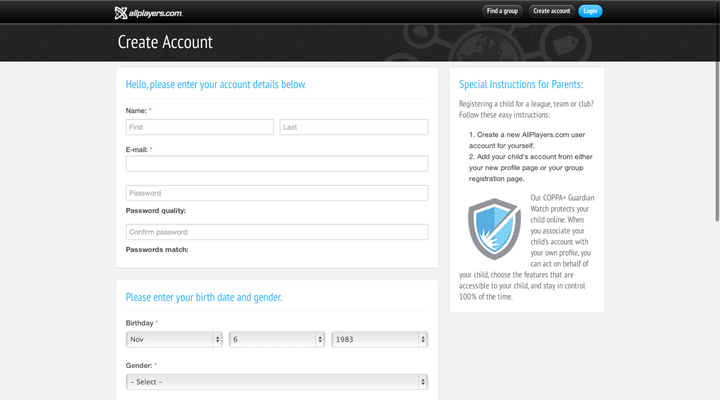 allplayers.com
Find a group
Create account
Login
Create Account
Hello, please enter your account details below.
Name: *
First
Last
E-mail: *
Password
Password quality:
Confirm password
Passwords match:
Please enter your birth date and gender.
Birthday *
Nov
6
1983
Gender: *
– Select –
Special Instructions for Parents:
Registering a child for a league, team or club?
Follow these easy instructions:
1. Create a new AllPlayers.com user
account for yourself.
2. Add your child's account from either
your new profile page or your group
registration page.
Our COPPA+ Guardian
Watch protects your
child online. When
you associate your
child's account with
your own profile, you
can act on behalf of
your child, choose the features that are
accessible to your child, and stay in control
100% of the time.